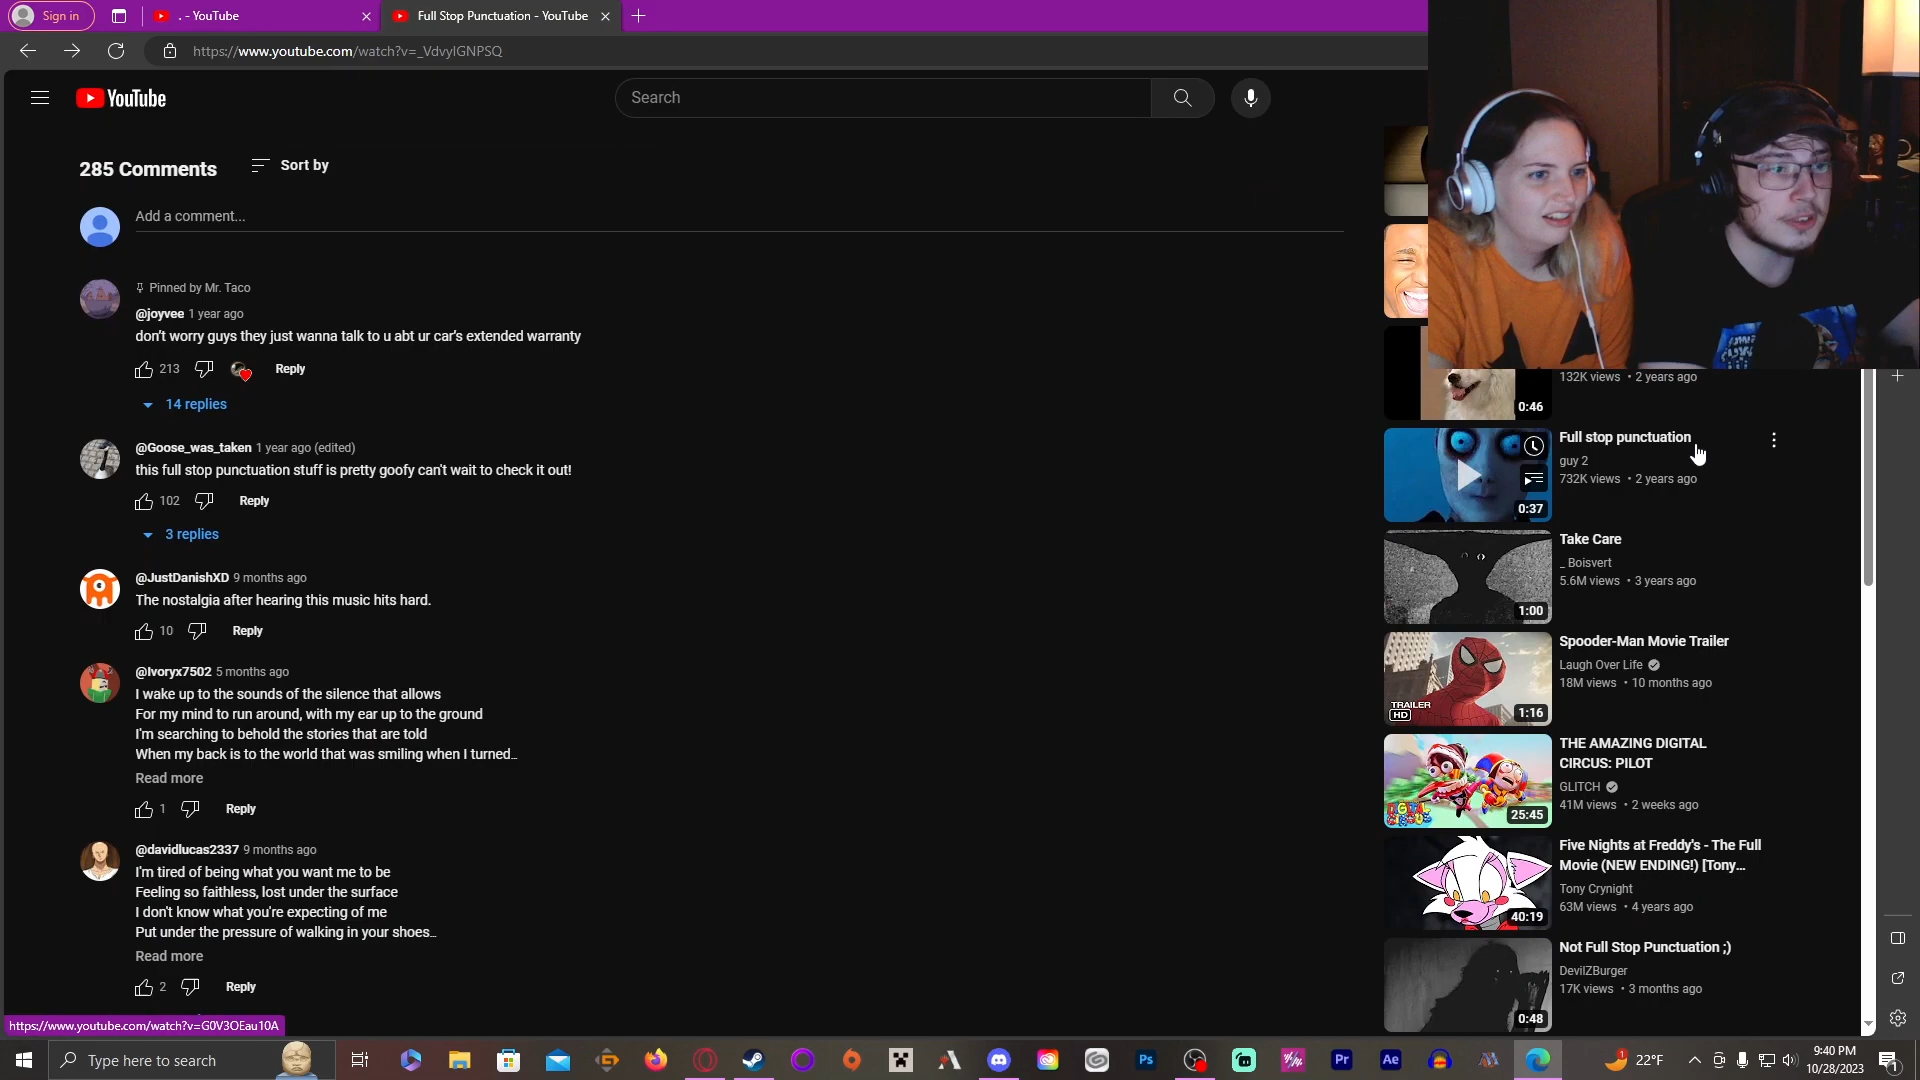 Sign in
. - YouTube
Full Stop Punctuation - YouTube
https://www.youtube.com/watch?v=_VdvylGNPSQ
YouTube
Search
285 Comments
Sort by
Add a comment...
Pinned by Mr. Taco
@joyvee 1 year ago
don't worry guys they just wanna talk to u abt ur car's extended warranty
213
Reply
14 replies
@Goose_was_taken 1 year ago (edited)
this full stop punctuation stuff is pretty goofy can't wait to check it out!
102
Reply
3 replies
@JustDanishXD 9 months ago
The nostalgia after hearing this music hits hard.
10
Reply
@Ivoryx7502 5 months ago
I wake up to the sounds of the silence that allows
For my mind to run around, with my ear up to the ground
I'm searching to behold the stories that are told
When my back is to the world that was smiling when I turned...
Read more
1
Reply
@davidlucas2337 9 months ago
I'm tired of being what you want me to be
Feeling so faithless, lost under the surface
I don't know what you're expecting of me
Put under the pressure of walking in your shoes...
Read more
2
Reply
132K views • 2 years ago
0:46
Full stop punctuation
guy 2
732K views • 2 years ago
0:37
Take Care
_ Boisvert
5.6M views • 3 years ago
1:00
Spooder-Man Movie Trailer
Laugh Over Life
18M views • 10 months ago
TRAILER
HD
1:16
THE AMAZING DIGITAL
CIRCUS: PILOT
GLITCH
41M views • 2 weeks ago
DIGITAL
CIRCUS
25:45
Five Nights at Freddy's - The Full
Movie (NEW ENDING!) [Tony...
Tony Crynight
63M views • 4 years ago
40:19
Not Full Stop Punctuation ;)
DevilZBurger
17K views • 3 months ago
0:48
https://www.youtube.com/watch?v=G0V3OEau10A
Type here to search
Ps
Pr
Ae
1
22°F
9:40 PM
10/28/2023
1